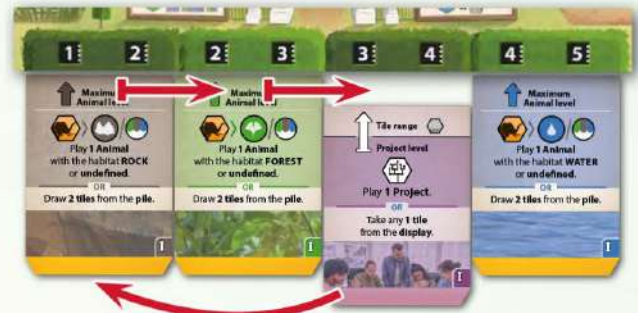 1 2 2 3 3 4 4 5
Maximum
Animal level
Play 1 Animal
with the habitat ROCK
or undefined.
OR
Draw 2 tiles from the pile.
I
Maximum
Animal level
Play 1 Animal
with the habitat FOREST
or undefined.
OR
Draw 2 tiles from the pile.
I
Tile range
Project level
Play 1 Project.
OR
Take any 1 tile
from the display.
I
Maximum
Animal level
Play 1 Animal
with the habitat WATER
or undefined.
OR
Draw 2 tiles from the pile.
I